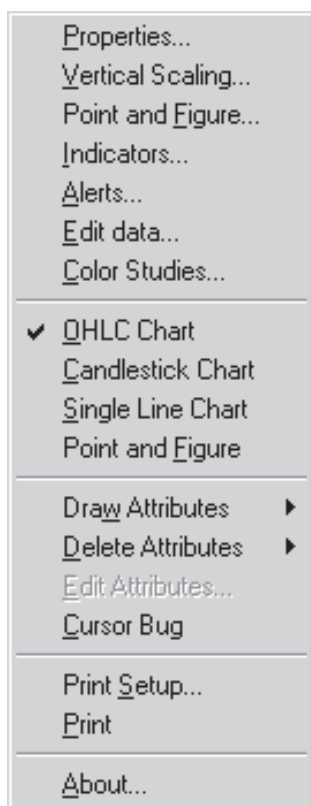 Properties...
Vertical Scaling...
Point and Figure...
Indicators...
Alerts...
Edit data...
Color Studies...
OHLC Chart
Candlestick Chart
Single Line Chart
Point and Figure
Draw Attributes
Delete Attributes
Edit Attributes...
Cursor Bug
Print Setup...
Print
About...